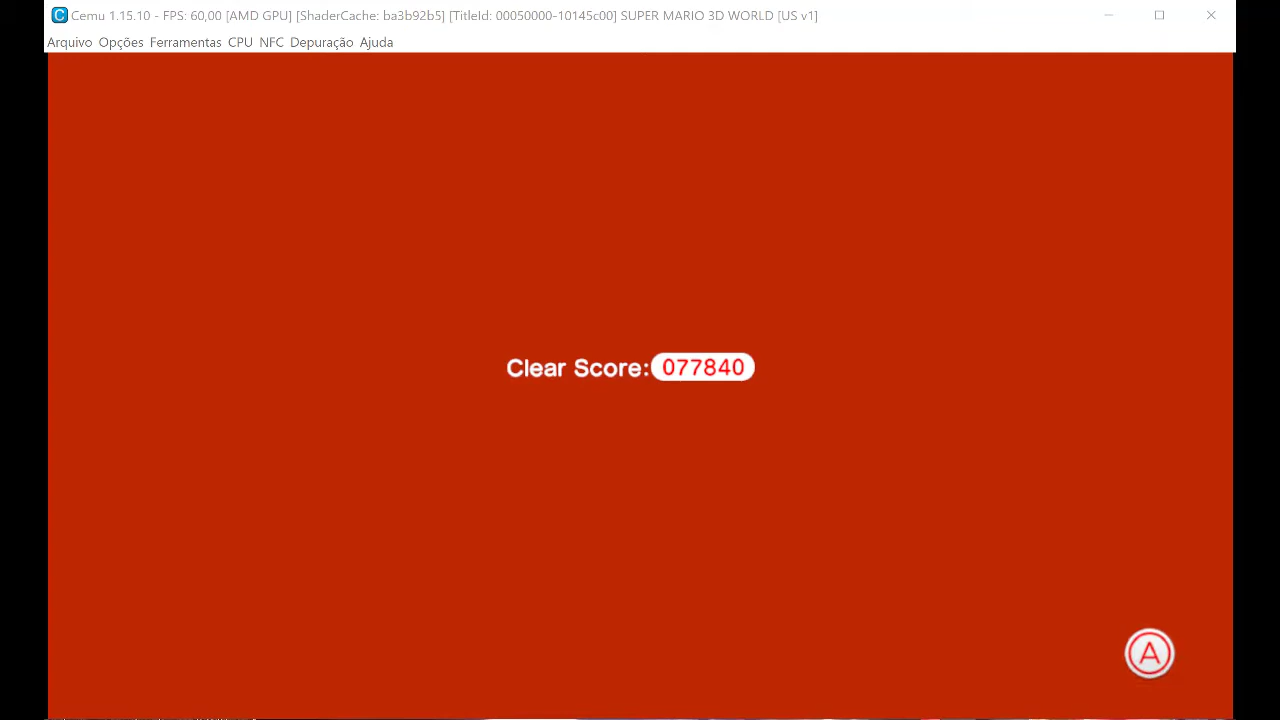 Cemu 1.15.10 - FPS: 60,00 [AMD GPU] [ShaderCache: ba3b92b5] [TitleId: 00050000-10145c00] SUPER MARIO 3D WORLD [US v1]
Arquivo Opções Ferramentas CPU NFC Depuração Ajuda
Clear Score: 077840
A